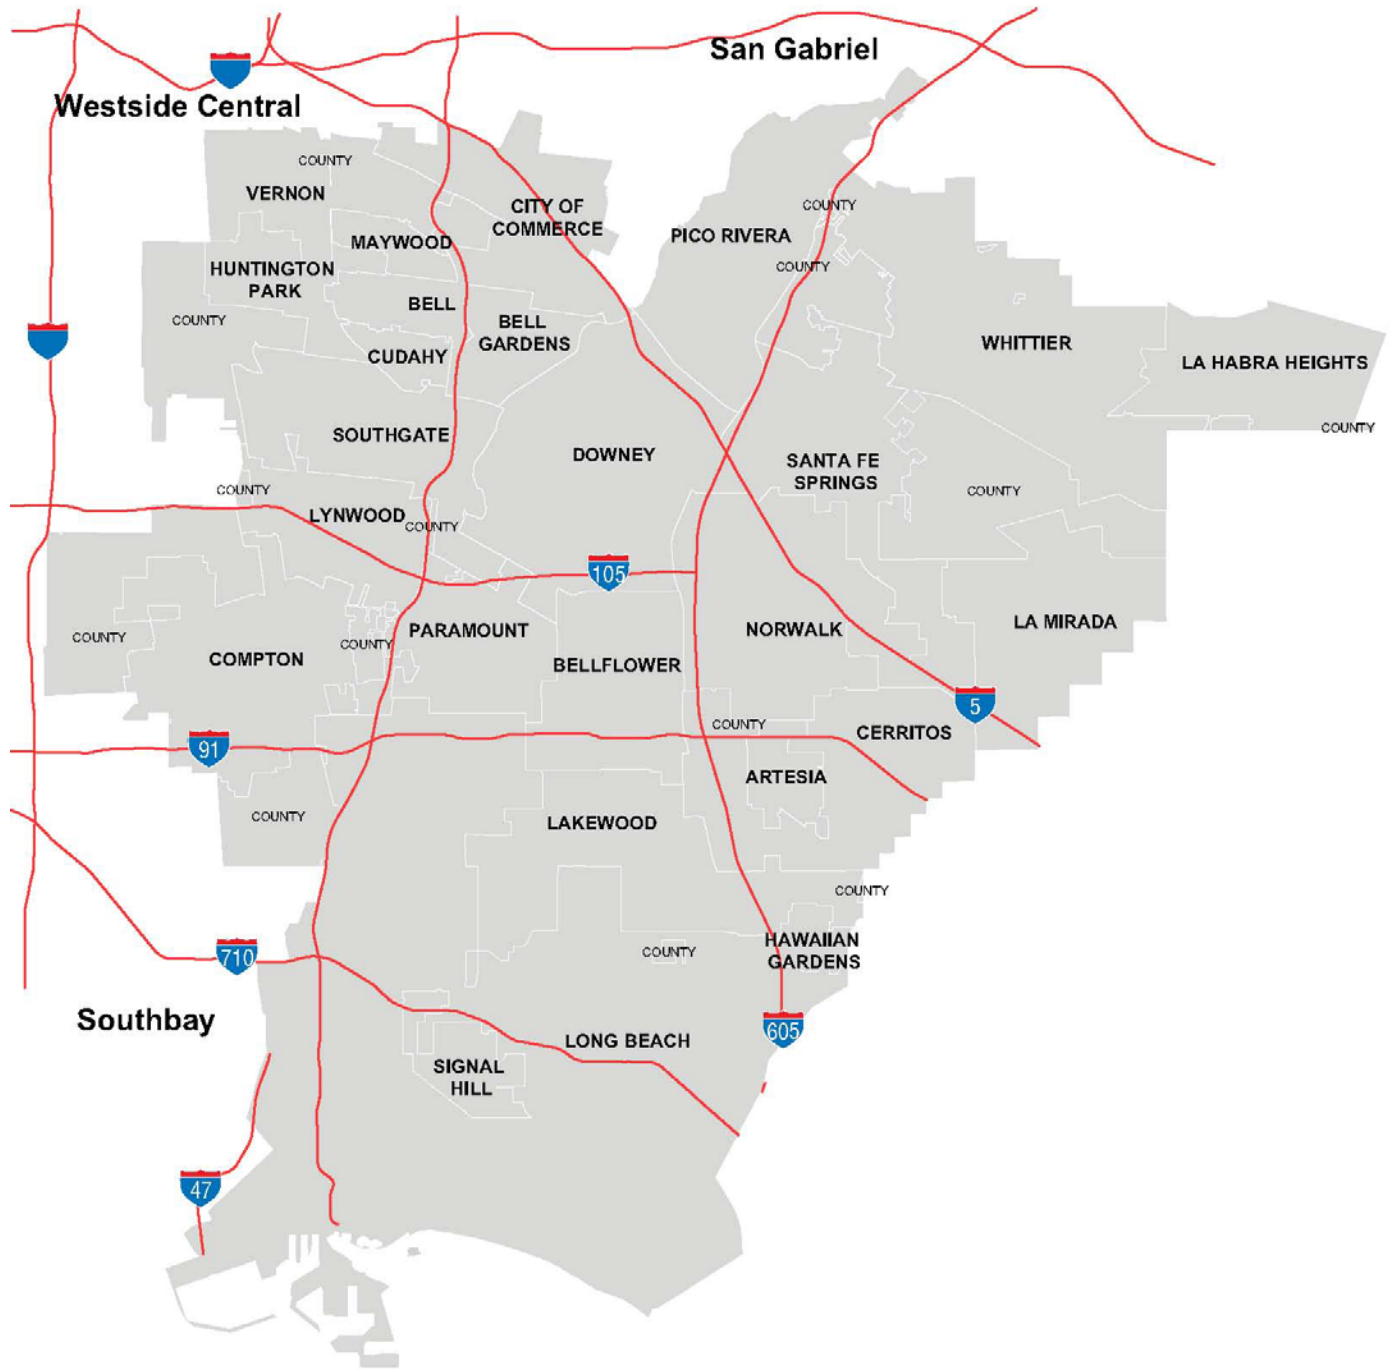 San Gabriel
Westside Central
COUNTY
VERNON
CITY OF
COMMERCE
COUNTY
PICO RIVERA
MAYWOOD
COUNTY
HUNTINGTON
PARK
BELL
COUNTY
BELL
GARDENS
CUDAHY
WHITTIER
LA HABRA HEIGHTS
COUNTY
SOUTHGATE
DOWNEY
SANTA FE
SPRINGS
COUNTY
COUNTY
LYNWOOD
COUNTY
105
COUNTY
COMPTON
COUNTY
PARAMOUNT
BELLFLOWER
NORWALK
LA MIRADA
5
91
COUNTY
CERRITOS
ARTESIA
COUNTY
LAKEWOOD
COUNTY
710
COUNTY
HAWAIIAN
GARDENS
Southbay
LONG BEACH
605
SIGNAL
HILL
47